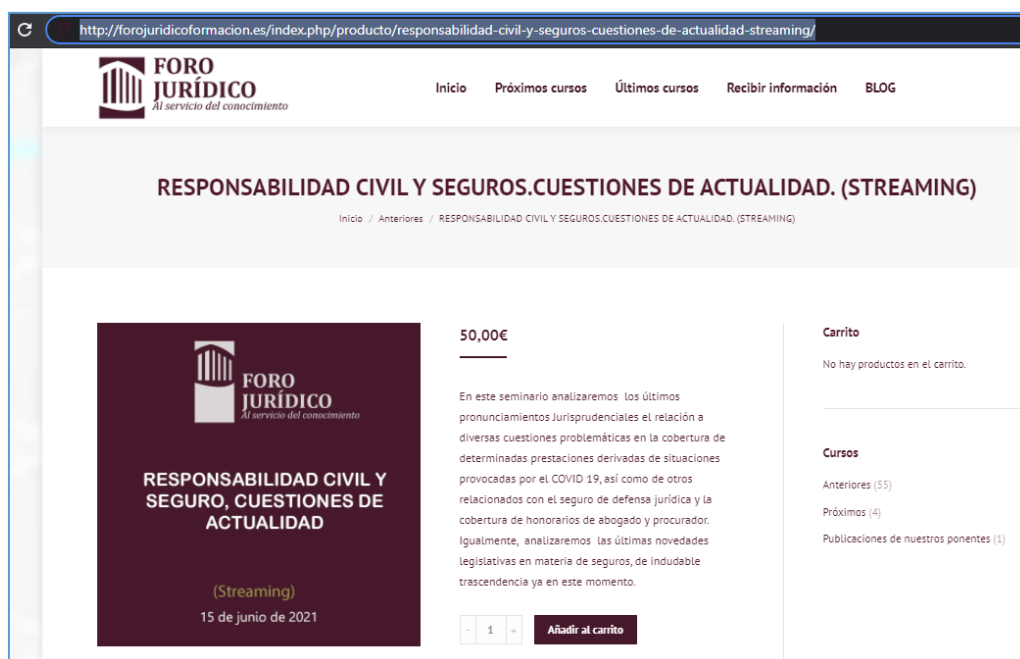 http://forojuridicoformacion.es/index.php/producto/responsabilidad-civil-y-seguros-cuestiones-de-actualidad-streaming/
FORO
JURÍDICO
Al servicio del conocimiento
Inicio Próximos cursos Últimos cursos Recibir información BLOG
RESPONSABILIDAD CIVIL Y SEGUROS.CUESTIONES DE ACTUALIDAD. (STREAMING)
Inicio / Anteriores / RESPONSABILIDAD CIVIL Y SEGUROS.CUESTIONES DE ACTUALIDAD. (STREAMING)
FORO
JURÍDICO
Al servicio del conocimiento
RESPONSABILIDAD CIVIL Y
SEGURO, CUESTIONES DE
ACTUALIDAD
(Streaming)
15 de junio de 2021
50,00€
En este seminario analizaremos los últimos
pronunciamientos Jurisprudenciales el relación a
diversas cuestiones problemáticas en la cobertura de
determinadas prestaciones derivadas de situaciones
provocadas por el COVID 19, así como de otros
relacionados con el seguro de defensa jurídica y la
cobertura de honorarios de abogado y procurador.
Igualmente, analizaremos las últimas novedades
legislativas en materia de seguros, de indudable
trascendencia ya en este momento.
- 1 + Añadir al carrito
Carrito
No hay productos en el carrito.
Cursos
Anteriores (55)
Próximos (4)
Publicaciones de nuestros ponentes (1)